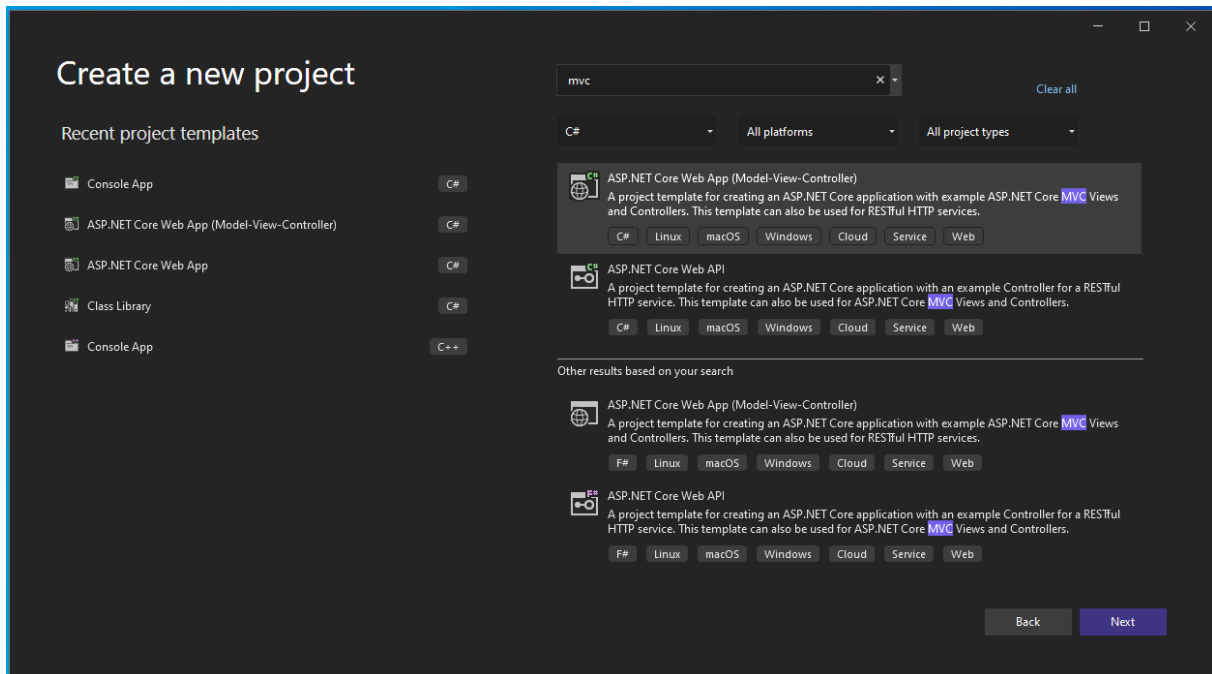 Create a new project
Recent project templates
Console App C#
ASP.NET Core Web App (Model-View-Controller) C#
ASP.NET Core Web App C#
Class Library C#
Console App C++
mvc
Clear all
C# All platforms All project types
ASP.NET Core Web App (Model-View-Controller)
A project template for creating an ASP.NET Core application with example ASP.NET Core MVC Views
and Controllers. This template can also be used for RESTful HTTP services.
C# Linux macOS Windows Cloud Service Web
ASP.NET Core Web API
A project template for creating an ASP.NET Core application with an example Controller for a RESTful
HTTP service. This template can also be used for ASP.NET Core MVC Views and Controllers.
C# Linux macOS Windows Cloud Service Web
Other results based on your search
ASP.NET Core Web App (Model-View-Controller)
A project template for creating an ASP.NET Core application with example ASP.NET Core MVC Views
and Controllers. This template can also be used for RESTful HTTP services.
F# Linux macOS Windows Cloud Service Web
ASP.NET Core Web API
A project template for creating an ASP.NET Core application with an example Controller for a RESTful
HTTP service. This template can also be used for ASP.NET Core MVC Views and Controllers.
F# Linux macOS Windows Cloud Service Web
Back Next